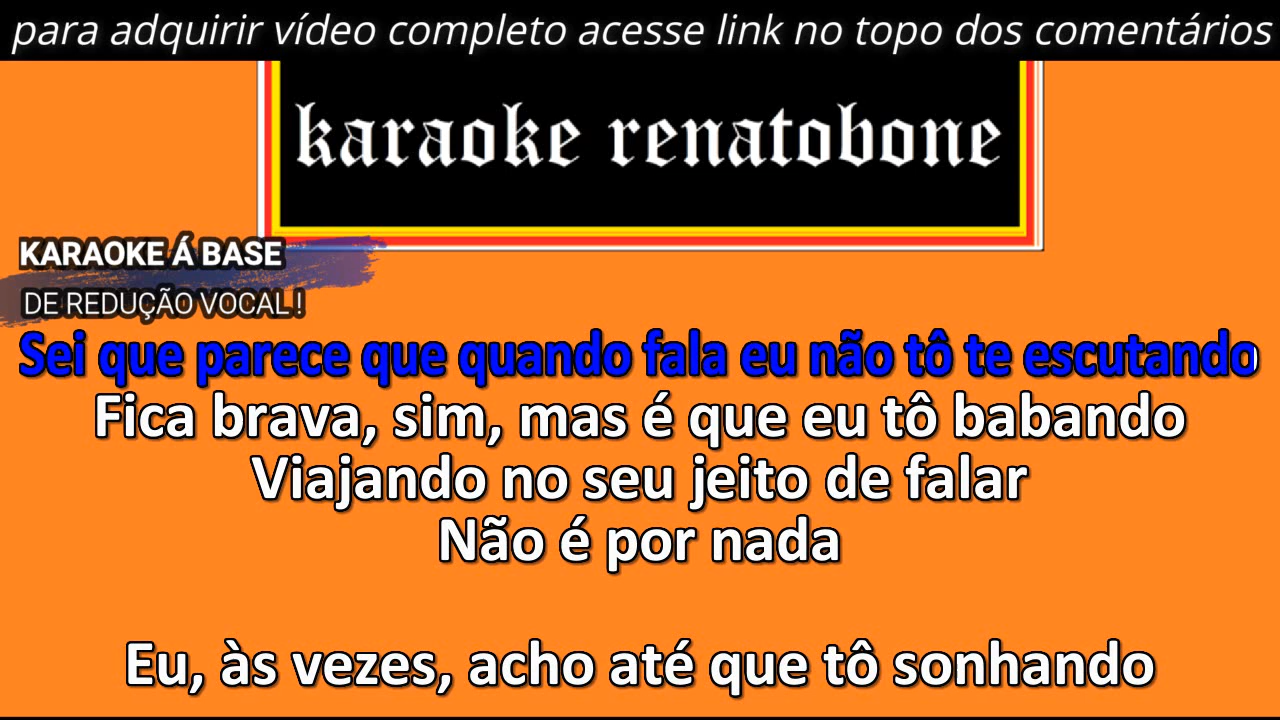 para adquirir vídeo completo acesse link no topo dos comentários
karaoke renatobone
KARAOKE Á BASE
DE REDUÇÃO VOCAL !
Sei que parece que quando fala eu não tô te escutando
Fica brava, sim, mas é que eu tô babando
Viajando no seu jeito de falar
Não é por nada
Eu, às vezes, acho até que tô sonhando